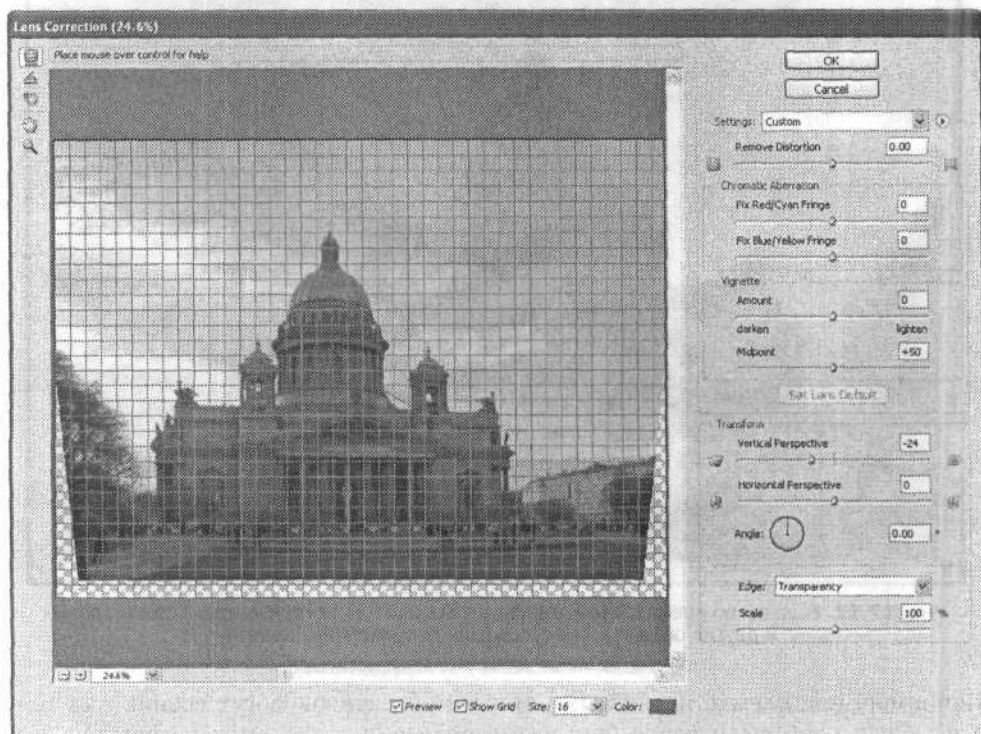 Lens Correction (24.6%)
Place mouse over control for help
OK
Cancel
Settings: Custom
Remove Distortion 0.00
Chromatic Aberration
Fix Red/Cyan Fringe 0
Fix Blue/Yellow Fringe 0
Vignette
Amount 0
darken lighten
Midpoint +50
Set Lens Default
Transform
Vertical Perspective -24
Horizontal Perspective 0
Angle: 0.00 °
Edge: Transparency
Scale 100 %
24.6%
Preview Show Grid Size: 16 Color: